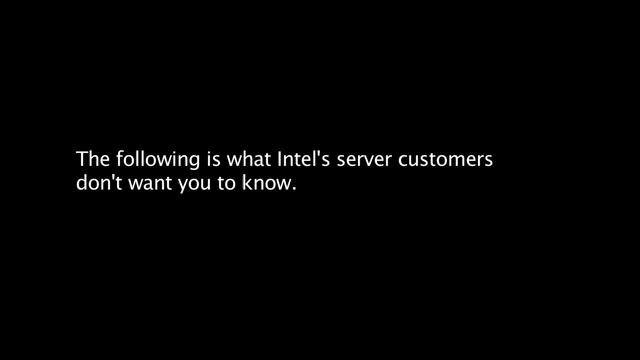 The following is what Intel's server customers
don't want you to know.